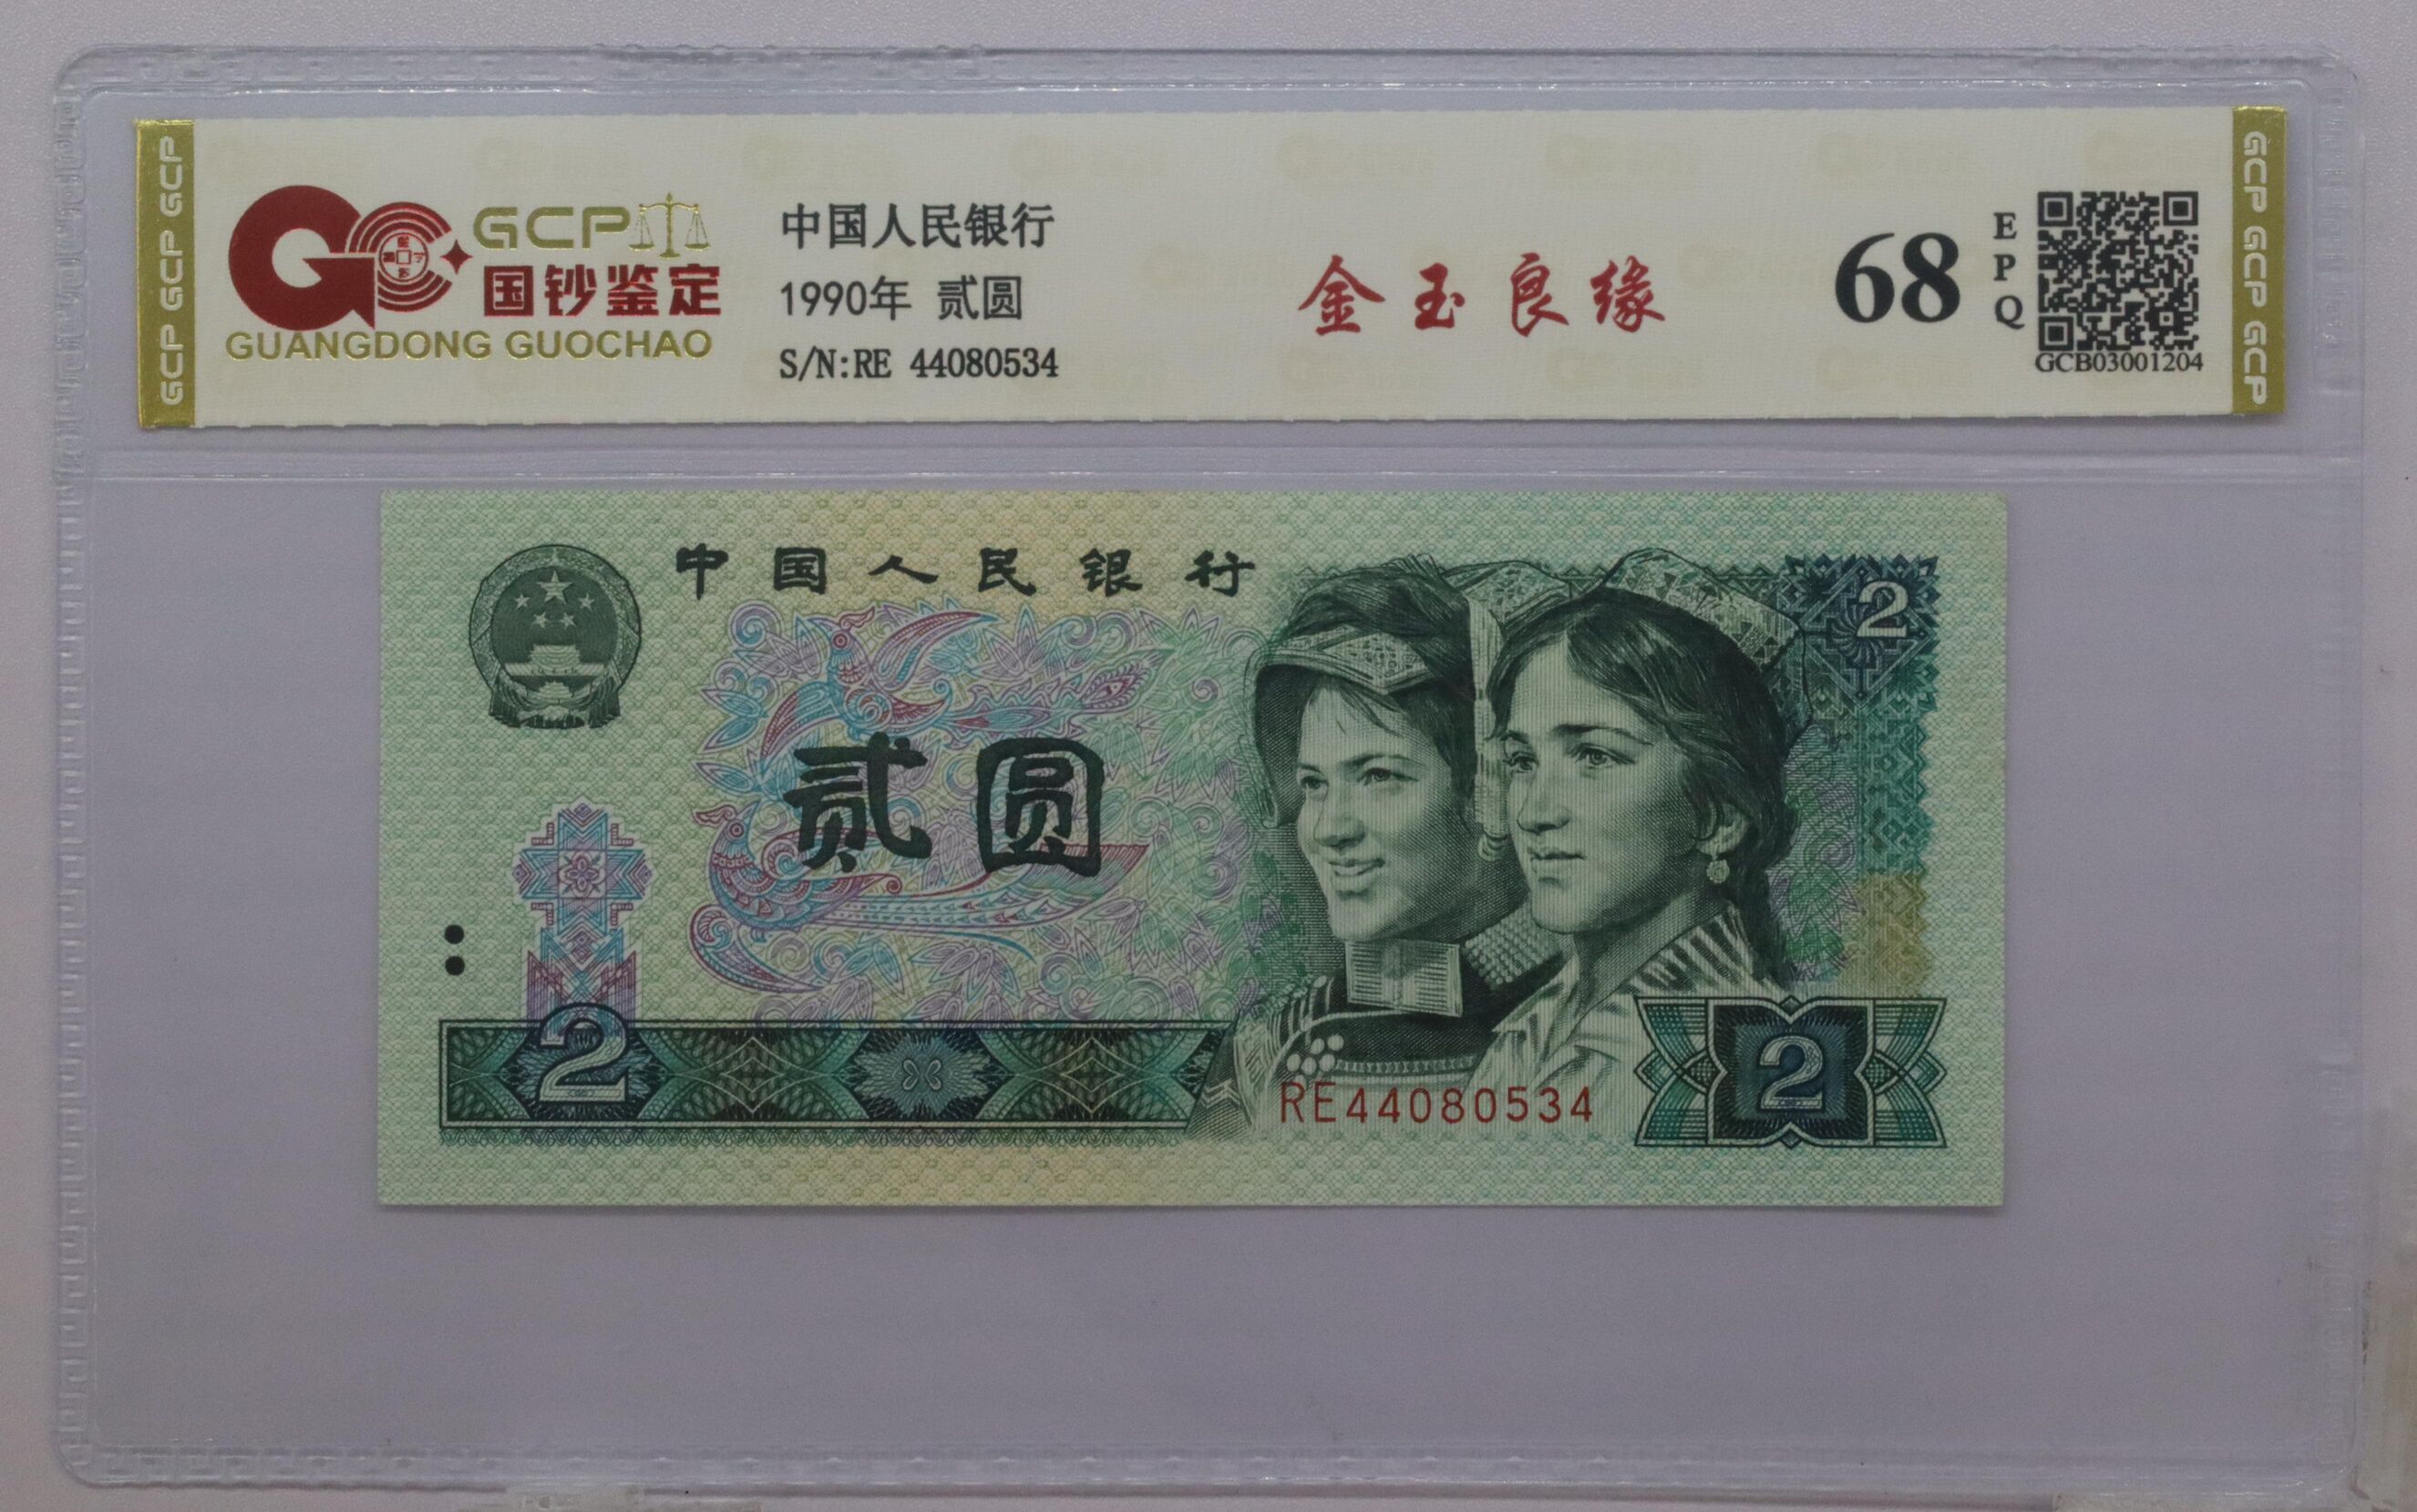 GCP GCP GCP
GCP
国钞鉴定
GUANGDONG GUOCHAO
中国人民银行
1990年 贰圆
S/N:RE 44080534
金玉良缘
68
EPQ
GCB03001204
GCP GCP GCP
中国人民银行
2
贰圆
2
RE44080534
2